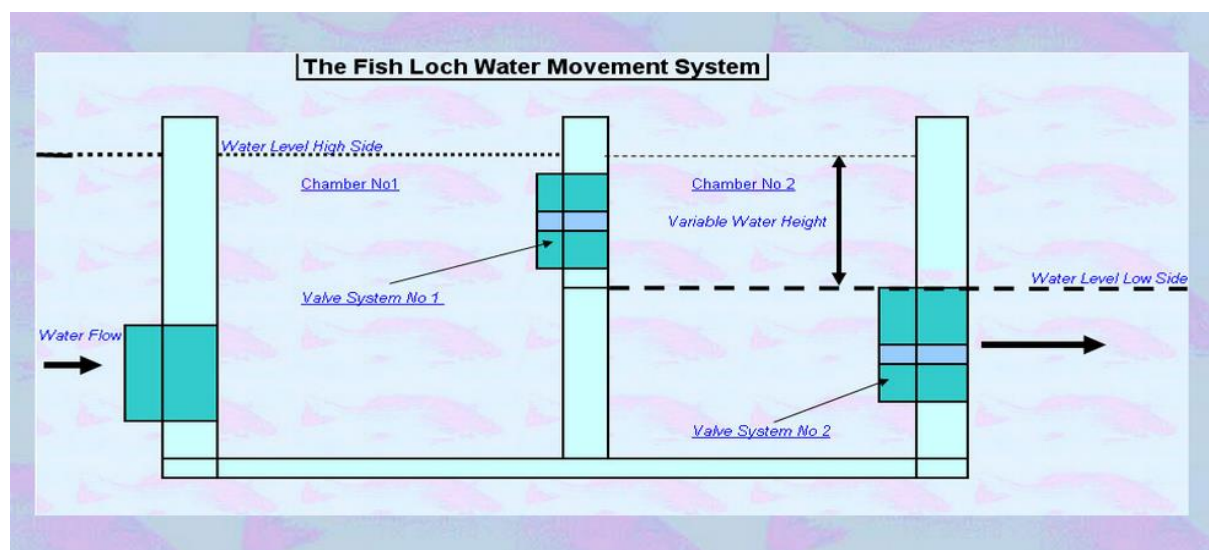 The Fish Loch Water Movement System
Water Level High Side
Chamber No1
Chamber No 2
Variable Water Height
Water Level Low Side
Valve System No 1
Water Flow
Valve System No 2